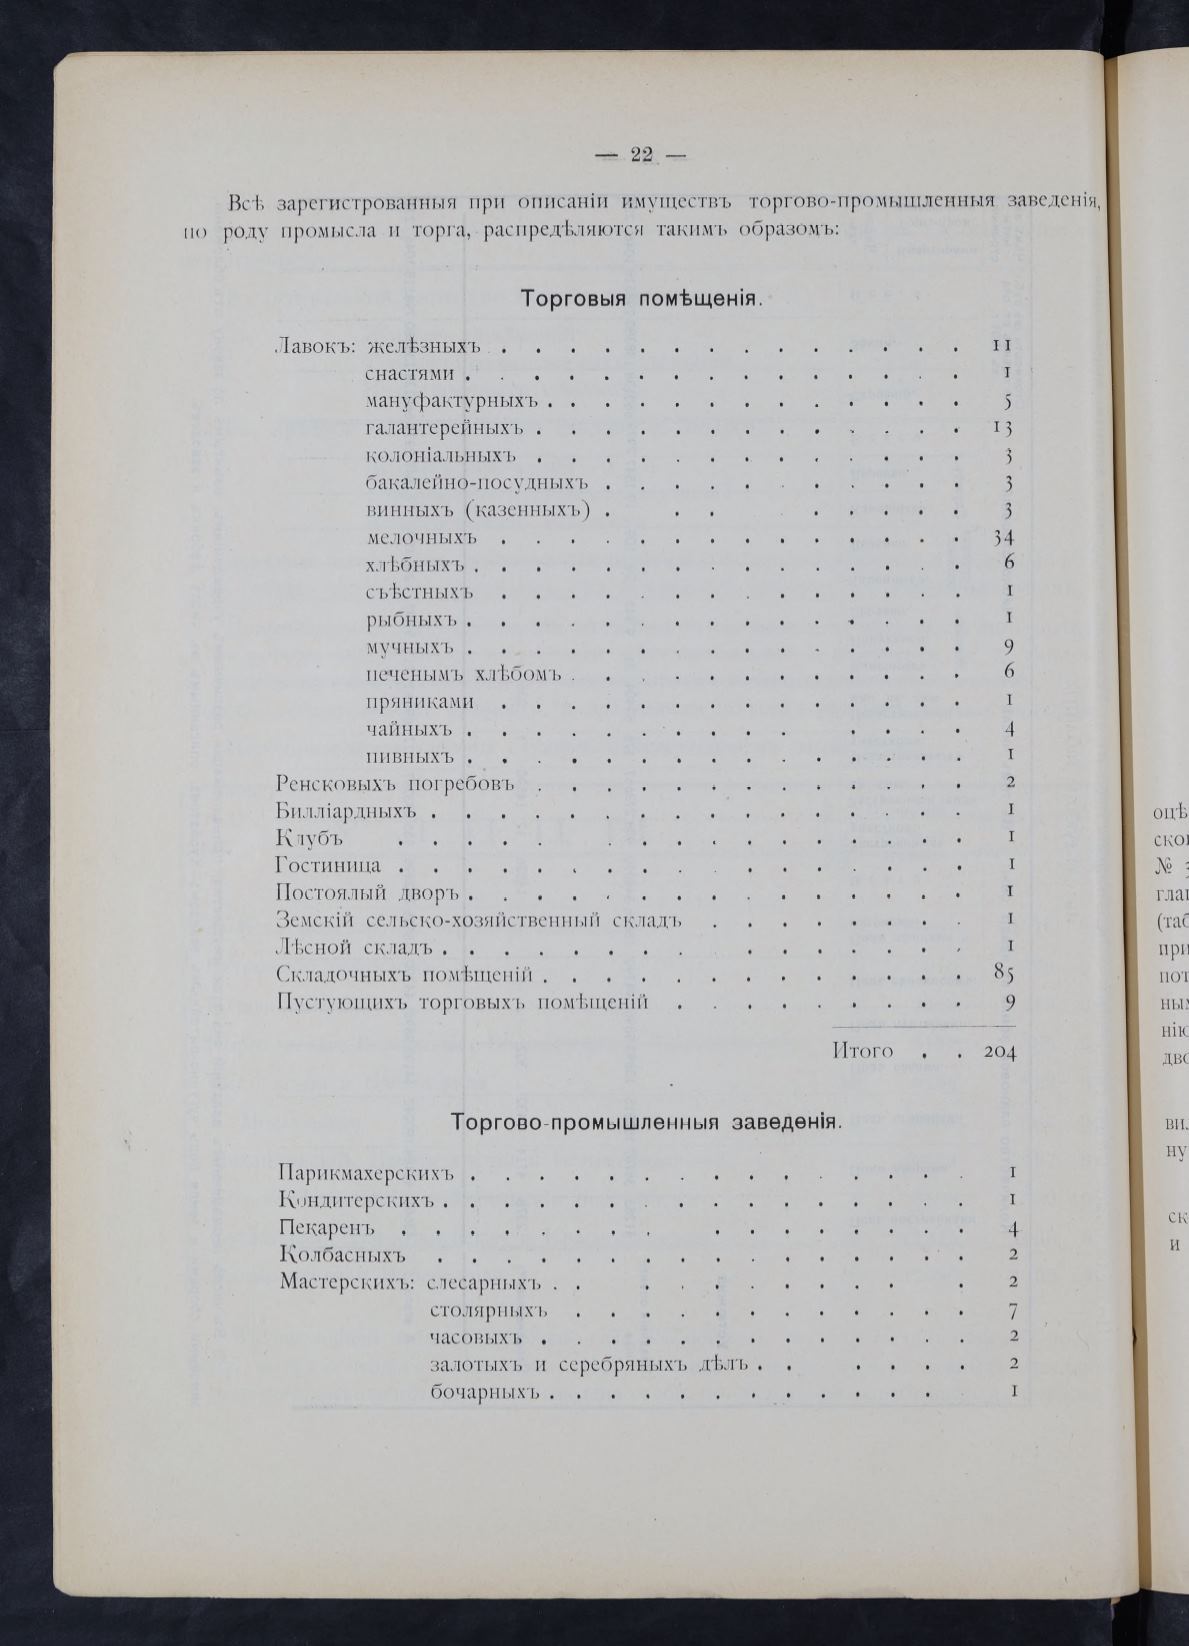 — 22 —
Всѣ зарегистрованныя при описаніи имуществъ торгово-промышленныя заведенія,
по роду промысла и торга, распредѣляются такимъ образомъ:
Торговыя помѣщенія.
Лавокъ: желѣзныхъ . . . . . . . . . . . . . . 11
снастями . . . . . . . . . . . . . . . 1
мануфактурныхъ . . . . . . . . . . . . . 5
галантерейныхъ . . . . . . . . . . . . . 13
колоніальныхъ . . . . . . . . . . . . . 3
бакалейно-посудныхъ . . . . . . . . . . . 3
винныхъ (казенныхъ) . . . . . . . . 3
мелочныхъ . . . . . . . . . . . . . . 34
хлѣбныхъ . . . . . . . . . . . . . . . 6
съѣстныхъ . . . . . . . . . . . . . . 1
рыбныхъ . . . . . . . . . . . . . . . 1
мучныхъ . . . . . . . . . . . . . . . 9
печенымъ хлѣбомъ . . . . . . . . . . . . 6
пряниками . . . . . . . . . . . . . . 1
чайныхъ . . . . . . . . . . . . . . 4
пивныхъ . . . . . . . . . . . . . . . 1
Ренсковыхъ погребовъ . . . . . . . . . . . . . 2
Билліардныхъ . . . . . . . . . . . . . . . . 1
Клубъ . . . . . . . . . . . . . . . . 1
Гостиница . . . . . . . . . . . . . . . . . 1
Постоялый дворъ . . . . . . . . . . . . . . . 1
Земскій сельско-хозяйственный складъ . . . . . . . . 1
Лѣсной складъ . . . . . . . . . . . . . . . 1
Складочныхъ помѣщеній . . . . . . . . . . . . . 85
Пустующихъ торговыхъ помѣщеній . . . . . . . . . 9
Итого . . 204
Торгово-промышленныя заведенія.
Парикмахерскихъ . . . . . . . . . . . . . . . 1
Кондитерскихъ . . . . . . . . . . . . . . . . 1
Пекаренъ . . . . . . . . . . . . . . . . 4
Колбасныхъ . . . . . . . . . . . . . . . . 2
Мастерскихъ: слесарныхъ . . . . . . . . . . . 2
столярныхъ . . . . . . . . . . . . 7
часовыхъ . . . . . . . . . . . . . 2
залотыхъ и серебряныхъ дѣлъ . . . . . . 2
бочарныхъ . . . . . . . . . . . . 1